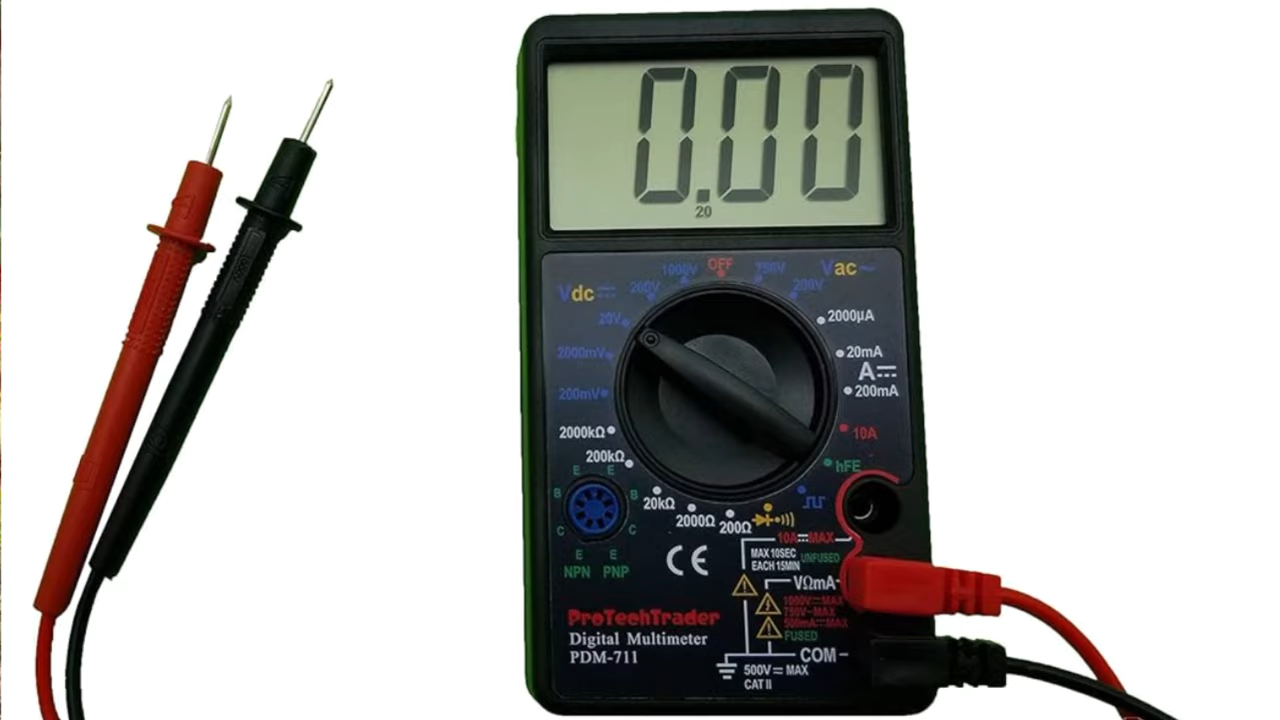 0.00
20
OFF
1000V
750V
Vac~
Vdc
200V
200V
20V
2000µA
2000mV
20mA
A
200mV
200mA
2000kΩ
10A
200kΩ
hFE
E E
B B
20kΩ
2000Ω
200Ω
C C
10A MAX
E E
NPN PNP
CE
MAX 10SEC
EACH 15MIN
UNFUSED
VΩmA
1000V MAX
750V~MAX
500mA MAX
FUSED
ProTechTrader
Digital Multimeter
PDM-711
COM
500V MAX
CAT II